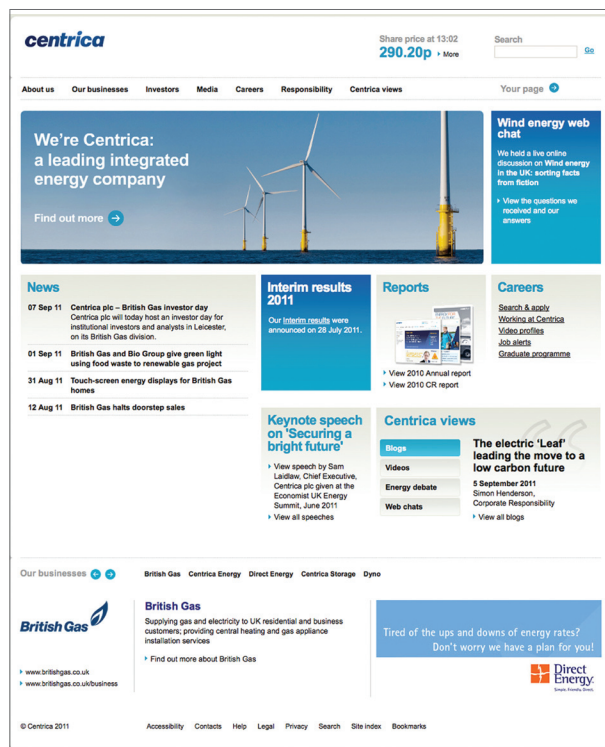 centrica
Share price at 13:02
290.20p More
Search
Go
About us Our businesses Investors Media Careers Responsibility Centrica views
Your page
We're Centrica:
a leading integrated
energy company
Find out more
Wind energy web
chat
We held a live online
discussion on Wind energy
in the UK: sorting facts
from fiction
View the questions we
received and our
answers
News
07 Sep 11 Centrica plc – British Gas investor day
Centrica plc will today host an investor day for
institutional investors and analysts in Leicester,
on its British Gas division.
01 Sep 11 British Gas and Bio Group give green light
using food waste to renewable gas project
31 Aug 11 Touch-screen energy displays for British Gas
homes
12 Aug 11 British Gas halts doorstep sales
Interim results
2011
Our Interim results were
announced on 28 July 2011.
Reports
View 2010 Annual report
View 2010 CR report
Careers
Search & apply
Working at Centrica
Video profiles
Job alerts
Graduate programme
Keynote speech
on 'Securing a
bright future'
View speech by Sam
Laidlaw, Chief Executive,
Centrica plc given at the
Economist UK Energy
Summit, June 2011
View all speeches
Centrica views
Blogs
Videos
Energy debate
Web chats
The electric 'Leaf'
leading the move to a
low carbon future
5 September 2011
Simon Henderson,
Corporate Responsibility
View all blogs
Our businesses
British Gas Centrica Energy Direct Energy Centrica Storage Dyno
British Gas
www.britishgas.co.uk
www.britishgas.co.uk/business
British Gas
Supplying gas and electricity to UK residential and business
customers; providing central heating and gas appliance
installation services
Find out more about British Gas
Tired of the ups and downs of energy rates?
Don't worry we have a plan for you!
Direct
Energy.
Simple. Friendly. Direct.
© Centrica 2011
Accessibility Contacts Help Legal Privacy Search Site index Bookmarks